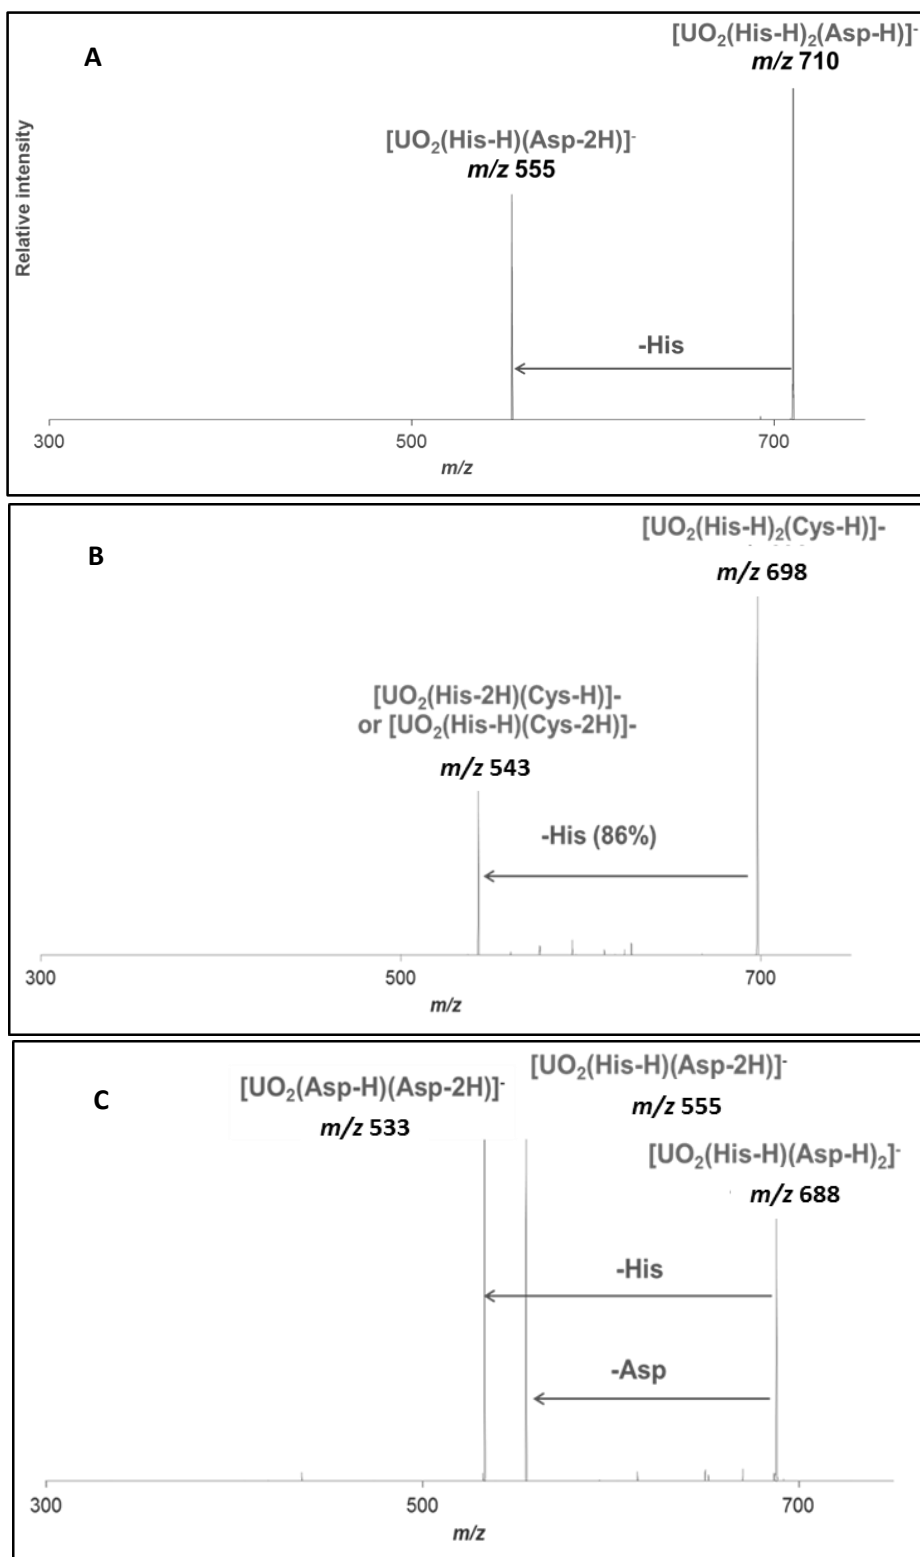 A
[UO₂(His-H)₂(Asp-H)]⁻
m/z 710
[UO₂(His-H)(Asp-2H)]⁻
m/z 555
Relative intensity
-His
300
500
700
m/z
B
[UO₂(His-H)₂(Cys-H)]-
m/z 698
[UO₂(His-2H)(Cys-H)]-
or [UO₂(His-H)(Cys-2H)]-
m/z 543
-His (86%)
300
500
700
m/z
C
[UO₂(Asp-H)(Asp-2H)]⁻
m/z 533
[UO₂(His-H)(Asp-2H)]⁻
m/z 555
[UO₂(His-H)(Asp-H)₂]⁻
m/z 688
-His
-Asp
300
500
700
m/z